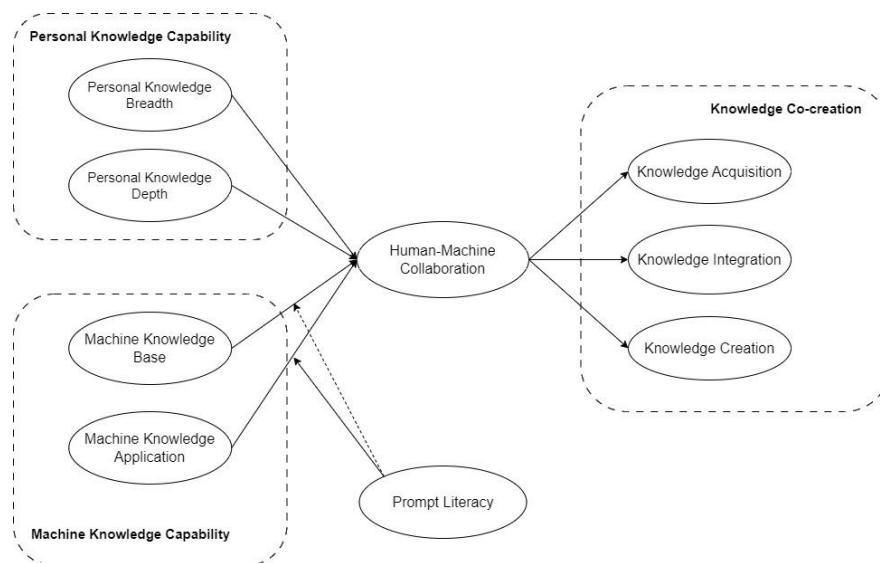 Personal Knowledge Capability
Personal Knowledge
Breadth
Personal Knowledge
Depth
Machine Knowledge
Base
Machine Knowledge
Application
Machine Knowledge Capability
Human-Machine
Collaboration
Prompt Literacy
Knowledge Co-creation
Knowledge Acquisition
Knowledge Integration
Knowledge Creation